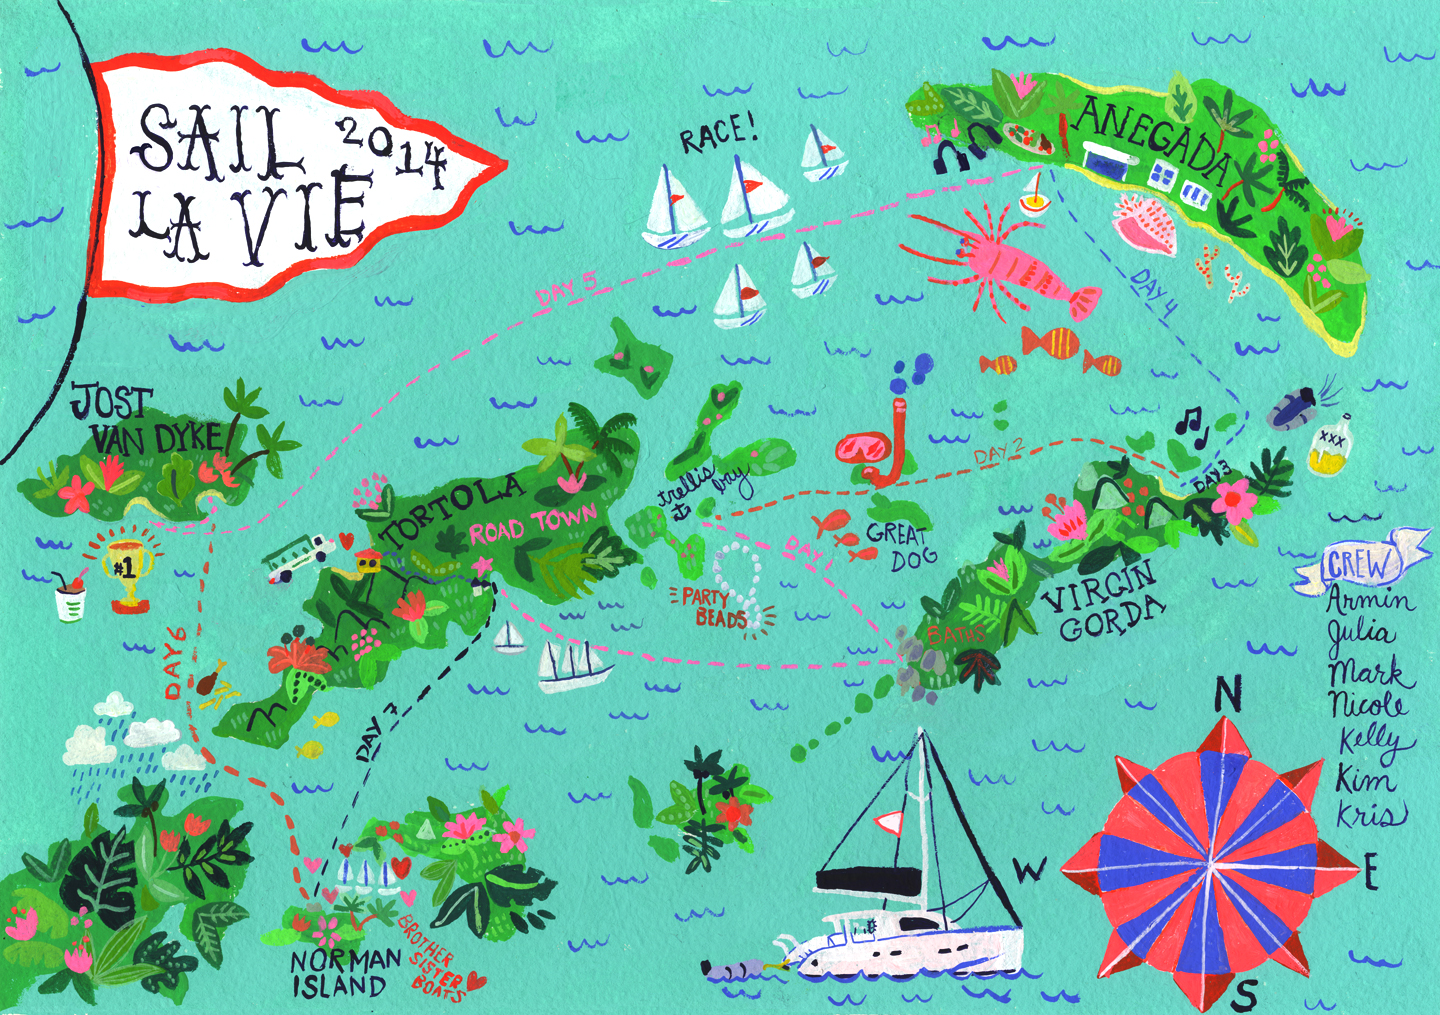 SAIL 2014
LA VIE
RACE!
ANEGADA
DAY 5
DAY 4
JOST
VAN DYKE
TORTOLA
ROAD TOWN
trellis
bay
DAY 2
DAY 3
XXX
GREAT
DOG
#1
DAY 1
PARTY
BEADS
VIRGIN
GORDA
BATHS
CREW
Armin
Julia
Mark
Nicole
Kelly
Kim
Kris
DAY 6
DAY 7
N
W
E
S
NORMAN
ISLAND
BROTHER
SISTER
BOATS